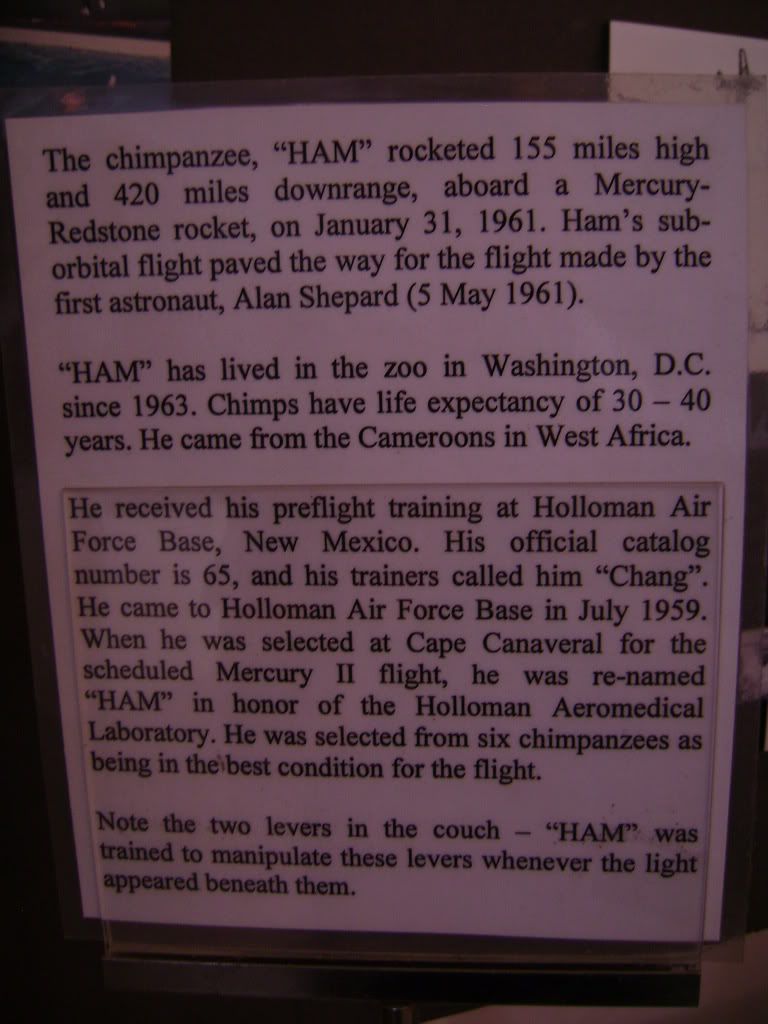 The chimpanzee, “HAM” rocketed 155 miles high
and 420 miles downrange, aboard a Mercury-
Redstone rocket, on January 31, 1961. Ham’s sub-
orbital flight paved the way for the flight made by the
first astronaut, Alan Shepard (5 May 1961).
“HAM” has lived in the zoo in Washington, D.C.
since 1963. Chimps have life expectancy of 30 – 40
years. He came from the Cameroons in West Africa.
He received his preflight training at Holloman Air
Force Base, New Mexico. His official catalog
number is 65, and his trainers called him “Chang”.
He came to Holloman Air Force Base in July 1959.
When he was selected at Cape Canaveral for the
scheduled Mercury II flight, he was re-named
“HAM” in honor of the Holloman Aeromedical
Laboratory. He was selected from six chimpanzees as
being in the best condition for the flight.
Note the two levers in the couch – “HAM” was
trained to manipulate these levers whenever the light
appeared beneath them.